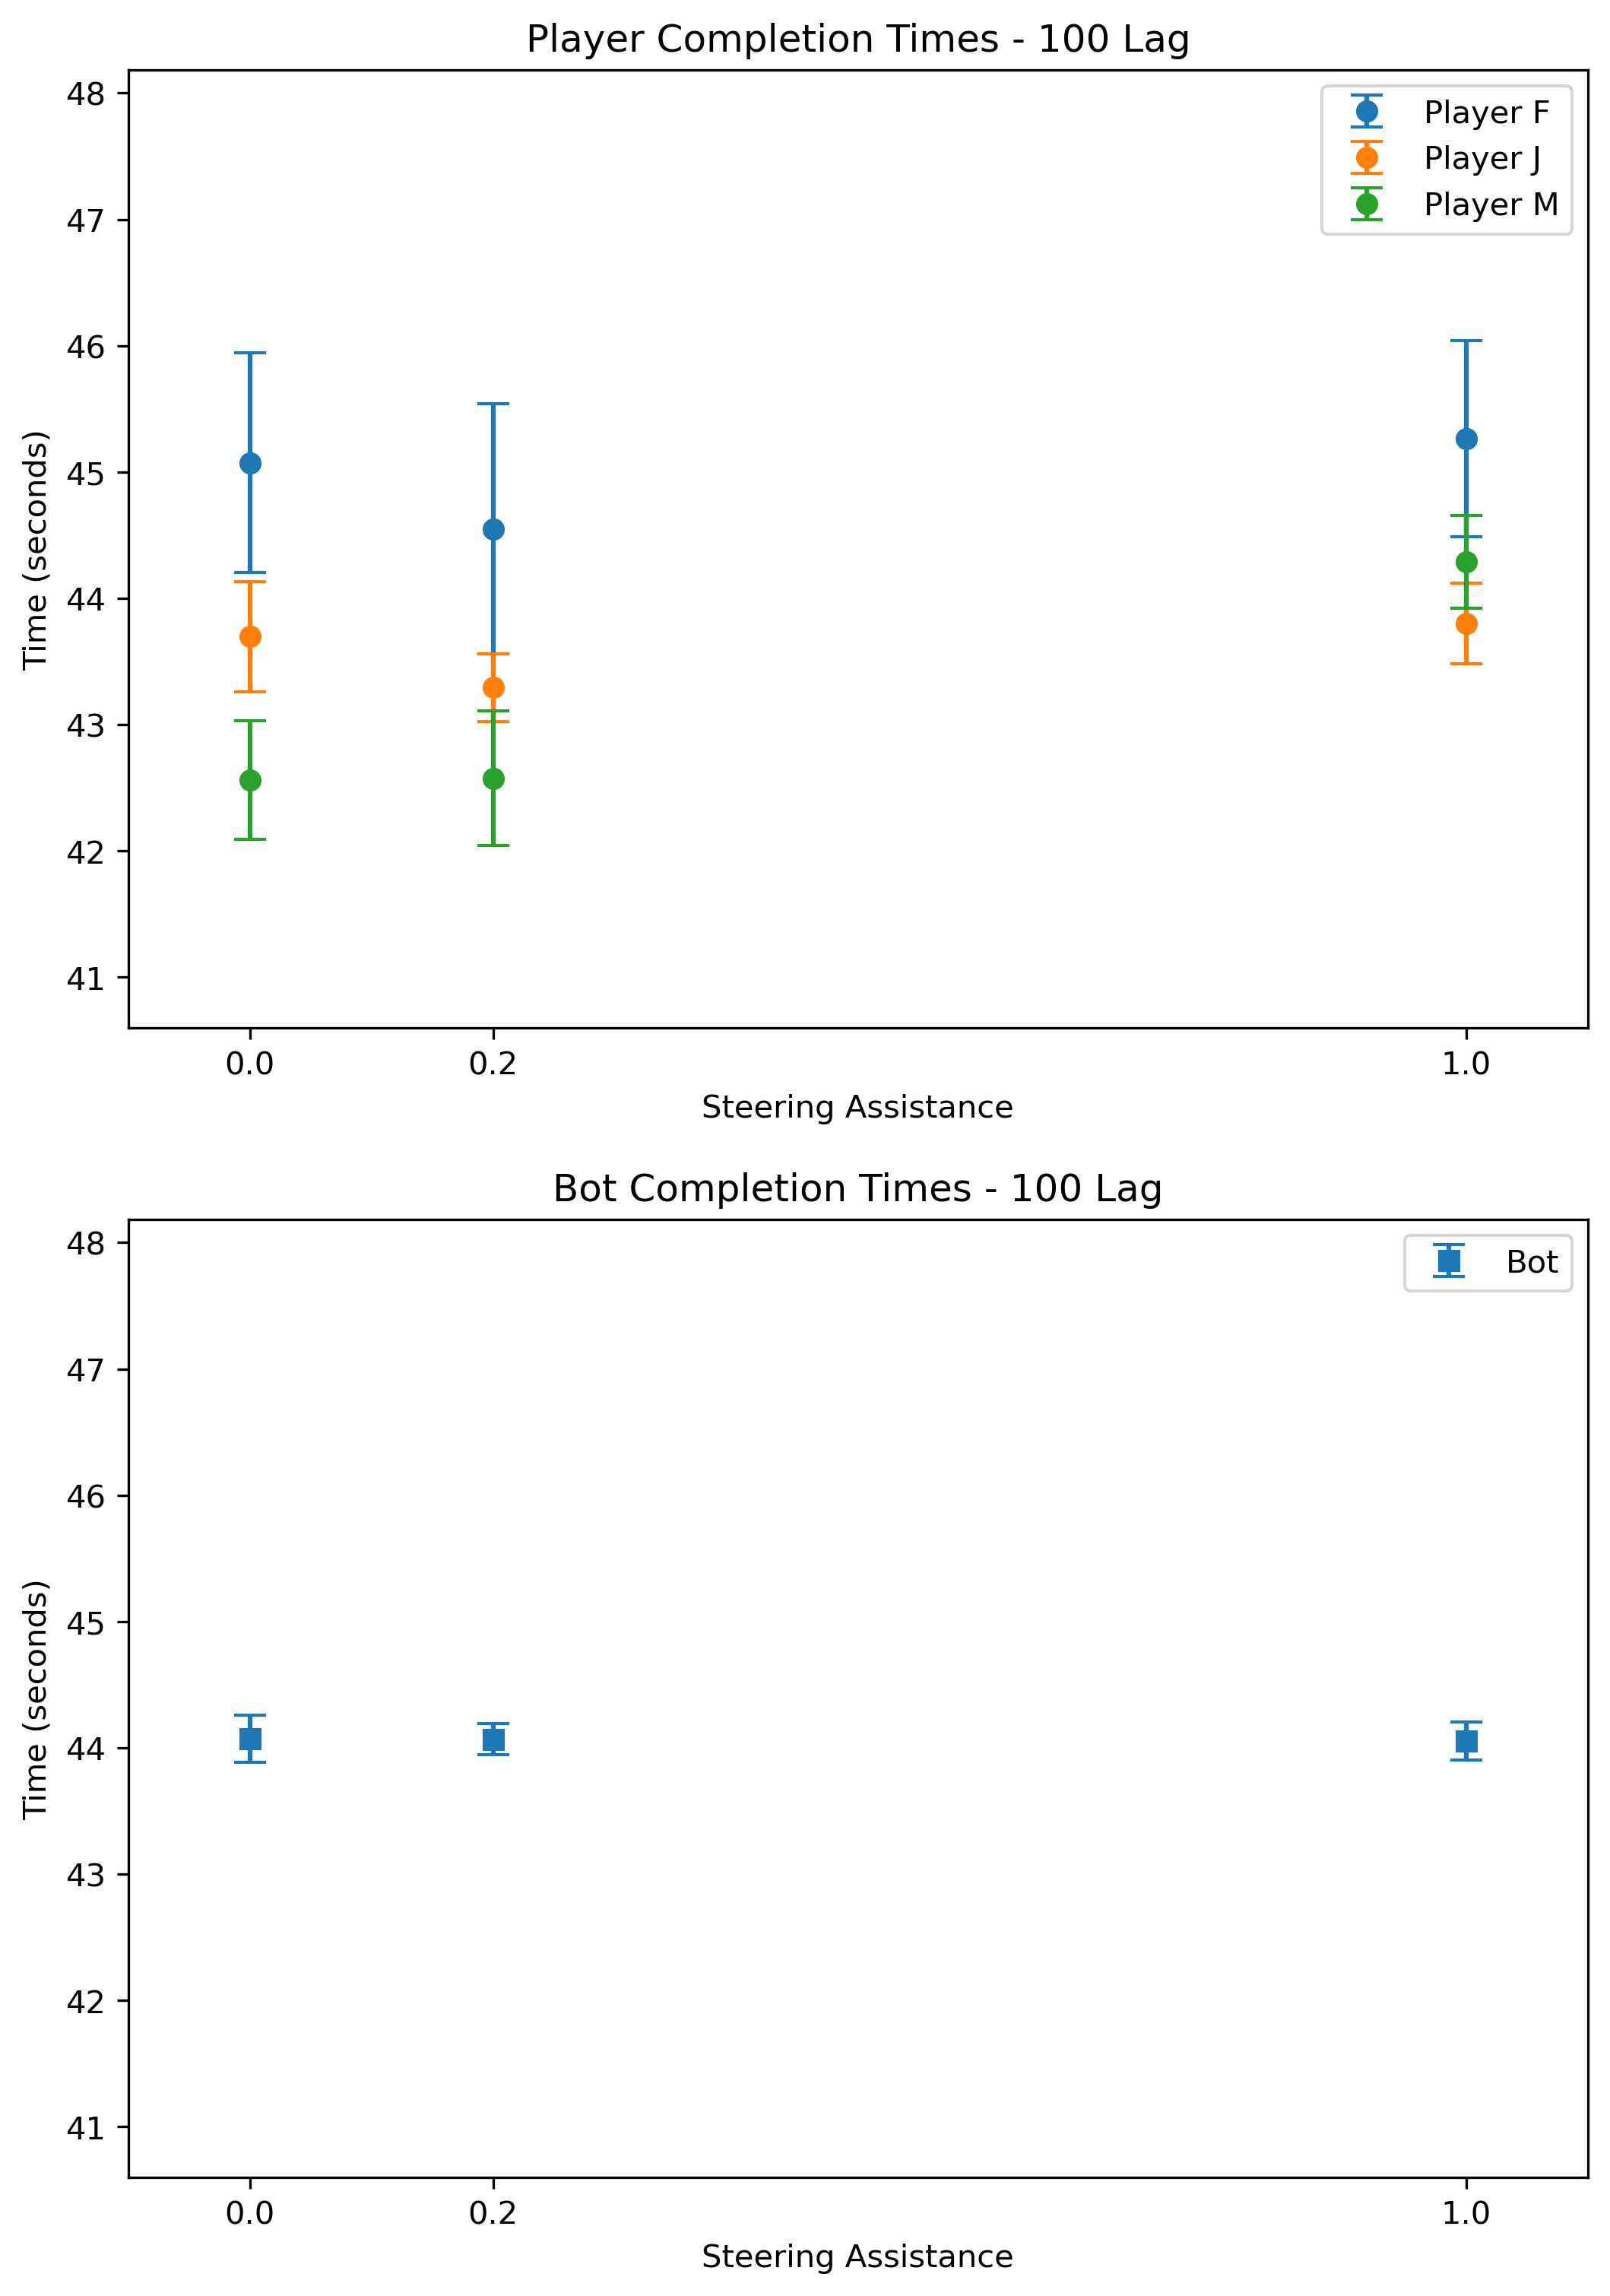 Player Completion Times - 100 Lag
48
47
46
45
44
43
42
41
Time (seconds)
Player F
Player J
Player M
0.0
0.2
1.0
Steering Assistance
Bot Completion Times - 100 Lag
48
47
46
45
44
43
42
41
Time (seconds)
Bot
0.0
0.2
1.0
Steering Assistance